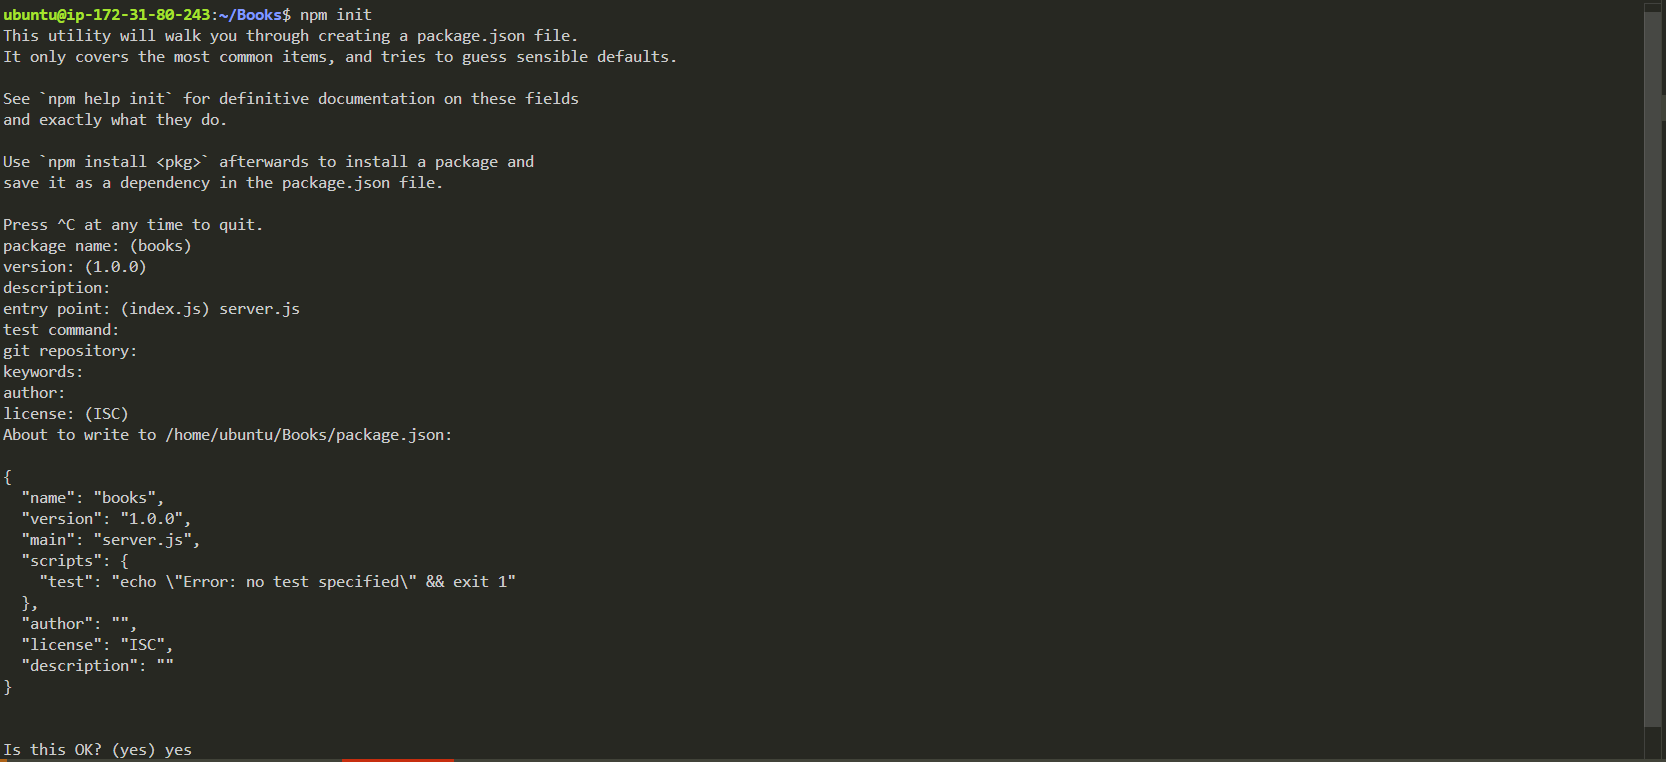 ubuntu@ip-172-31-80-243:~/Books$ npm init
This utility will walk you through creating a package.json file.
It only covers the most common items, and tries to guess sensible defaults.

See `npm help init` for definitive documentation on these fields
and exactly what they do.

Use `npm install <pkg>` afterwards to install a package and
save it as a dependency in the package.json file.

Press ^C at any time to quit.
package name: (books)
version: (1.0.0)
description:
entry point: (index.js) server.js
test command:
git repository:
keywords:
author:
license: (ISC)
About to write to /home/ubuntu/Books/package.json:

{
  "name": "books",
  "version": "1.0.0",
  "main": "server.js",
  "scripts": {
    "test": "echo \"Error: no test specified\" && exit 1"
  },
  "author": "",
  "license": "ISC",
  "description": ""
}


Is this OK? (yes) yes